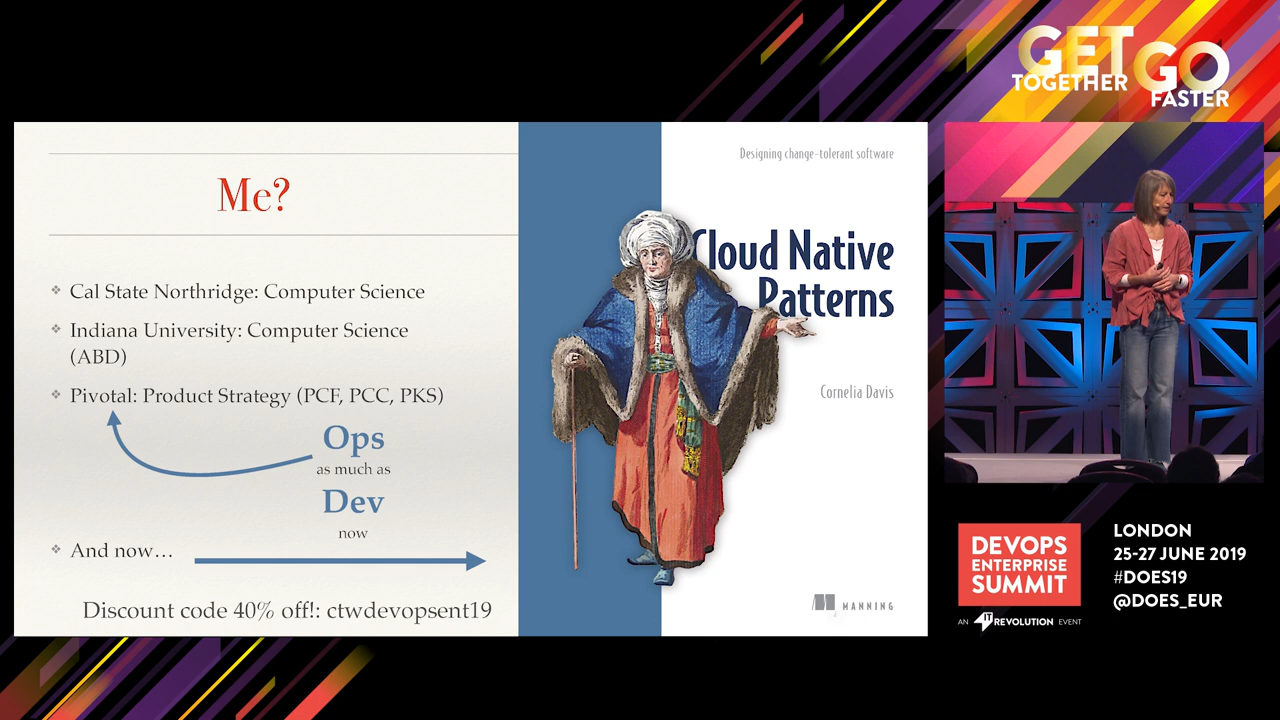 GET
TOGETHER
GO
FASTER
Me?
Cal State Northridge: Computer Science
Indiana University: Computer Science
(ABD)
Pivotal: Product Strategy (PCF, PCC, PKS)
Ops
as much as
Dev
now
And now…
Discount code 40% off!: ctwdevopsent19
Designing change-tolerant software
Cloud Native
Patterns
Cornelia Davis
MANNING
DEVOPS
ENTERPRISE
SUMMIT
AN IT REVOLUTION EVENT
LONDON
25-27 JUNE 2019
#DOES19
@DOES_EUR